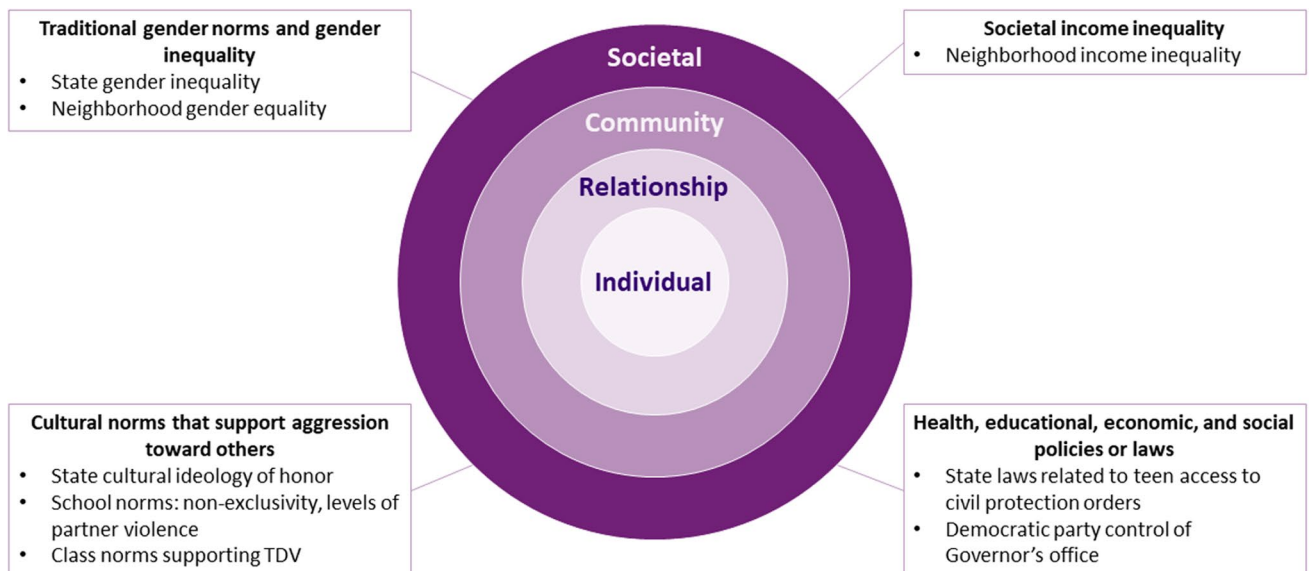 Traditional gender norms and gender
inequality
• State gender inequality
• Neighborhood gender equality
Societal income inequality
• Neighborhood income inequality
Societal
Community
Relationship
Individual
Cultural norms that support aggression
toward others
• State cultural ideology of honor
• School norms: non-exclusivity, levels of
partner violence
• Class norms supporting TDV
Health, educational, economic, and social
policies or laws
• State laws related to teen access to
civil protection orders
• Democratic party control of
Governor’s office